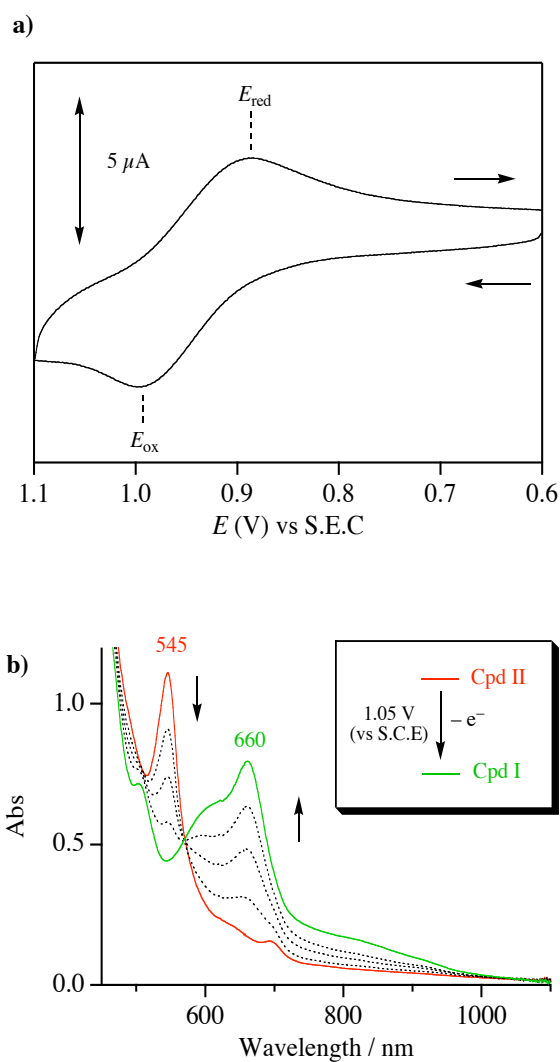 a)
E_red
5 µA
E_ox
1.1 1.0 0.9 0.8 0.7 0.6
E (V) vs S.E.C
b)
545
660
Cpd II
1.05 V
(vs S.C.E)
– e⁻
Cpd I
1.0
0.5
0.0
Abs
600 800 1000
Wavelength / nm